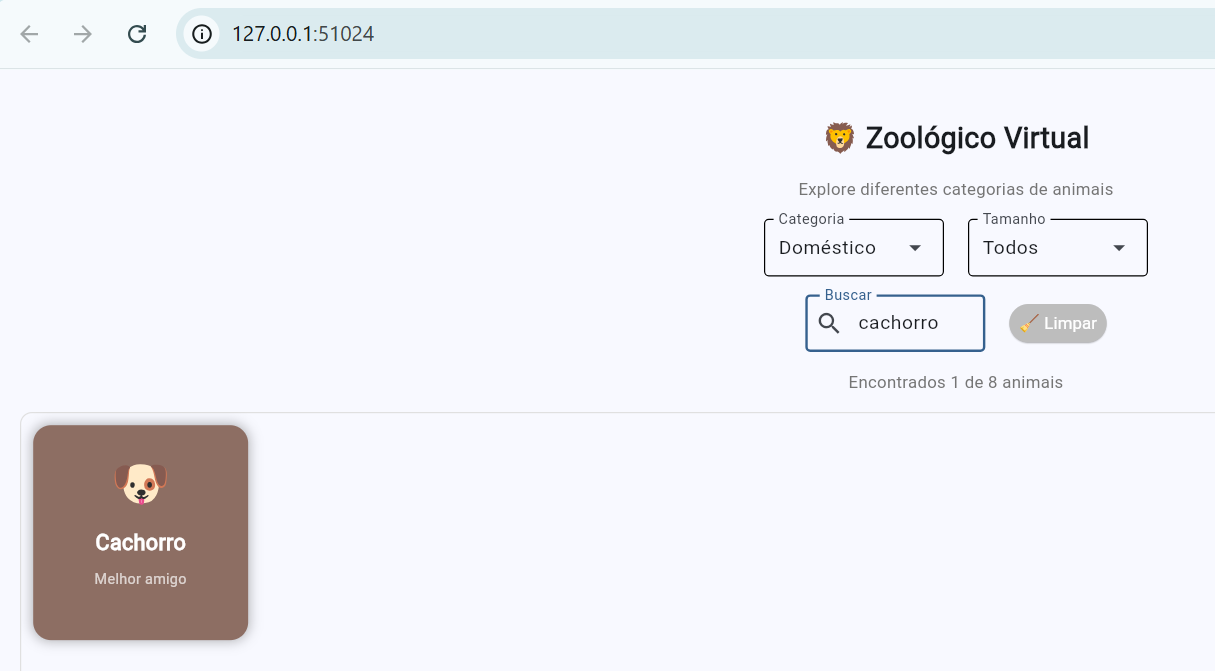 127.0.0.1:51024
🦁 Zoológico Virtual
Explore diferentes categorias de animais
Categoria
Doméstico
Tamanho
Todos
Buscar
cachorro
🧹 Limpar
Encontrados 1 de 8 animais
Cachorro
Melhor amigo